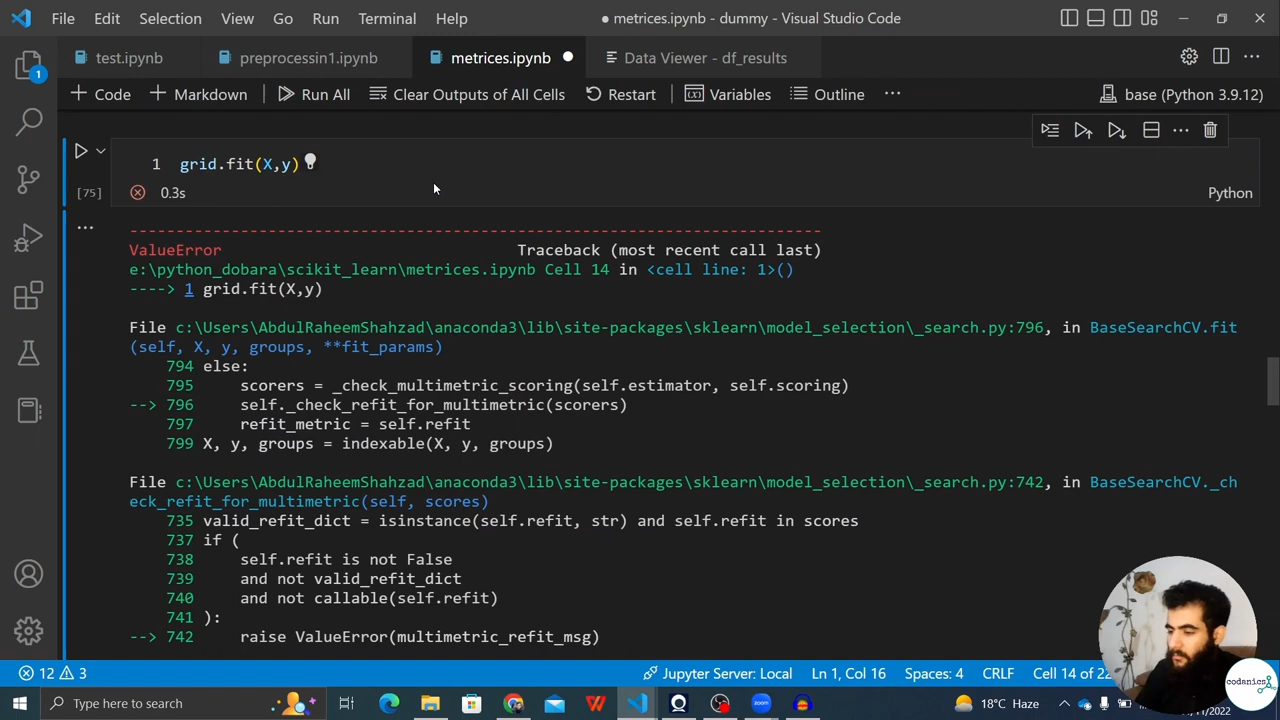 File Edit Selection View Go Run Terminal Help ● metrices.ipynb - dummy - Visual Studio Code
test.ipynb preprocessin1.ipynb metrices.ipynb Data Viewer - df_results
1
Code Markdown Run All Clear Outputs of All Cells Restart Variables Outline ... base (Python 3.9.12)
1 grid.fit(X,y)
[75] 0.3s Python
... --------------------------------------------------------------------------
ValueError Traceback (most recent call last)
e:\python_dobara\scikit_learn\metrices.ipynb Cell 14 in <cell line: 1>()
----> 1 grid.fit(X,y)
File c:\Users\AbdulRaheemShahzad\anaconda3\lib\site-packages\sklearn\model_selection\_search.py:796, in BaseSearchCV.fit
(self, X, y, groups, **fit_params)
794 else:
795 scorers = _check_multimetric_scoring(self.estimator, self.scoring)
--> 796 self._check_refit_for_multimetric(scorers)
797 refit_metric = self.refit
799 X, y, groups = indexable(X, y, groups)
File c:\Users\AbdulRaheemShahzad\anaconda3\lib\site-packages\sklearn\model_selection\_search.py:742, in BaseSearchCV._ch
eck_refit_for_multimetric(self, scores)
735 valid_refit_dict = isinstance(self.refit, str) and self.refit in scores
737 if (
738 self.refit is not False
739 and not valid_refit_dict
740 and not callable(self.refit)
741 ):
--> 742 raise ValueError(multimetric_refit_msg)
12 3 Jupyter Server: Local Ln 1, Col 16 Spaces: 4 CRLF Cell 14 of 22
codanics
Type here to search 18°C Haze